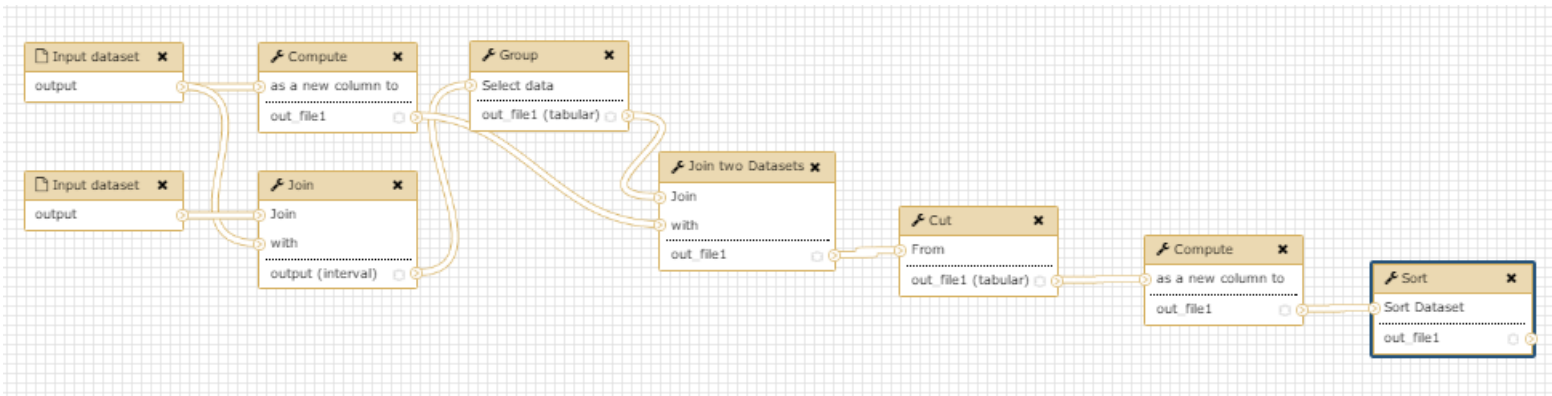 Input dataset
output
Compute
as a new column to
out_file1
Group
Select data
out_file1 (tabular)
Input dataset
output
Join
Join
with
output (interval)
Join two Datasets
Join
with
out_file1
Cut
From
out_file1 (tabular)
Compute
as a new column to
out_file1
Sort
Sort Dataset
out_file1